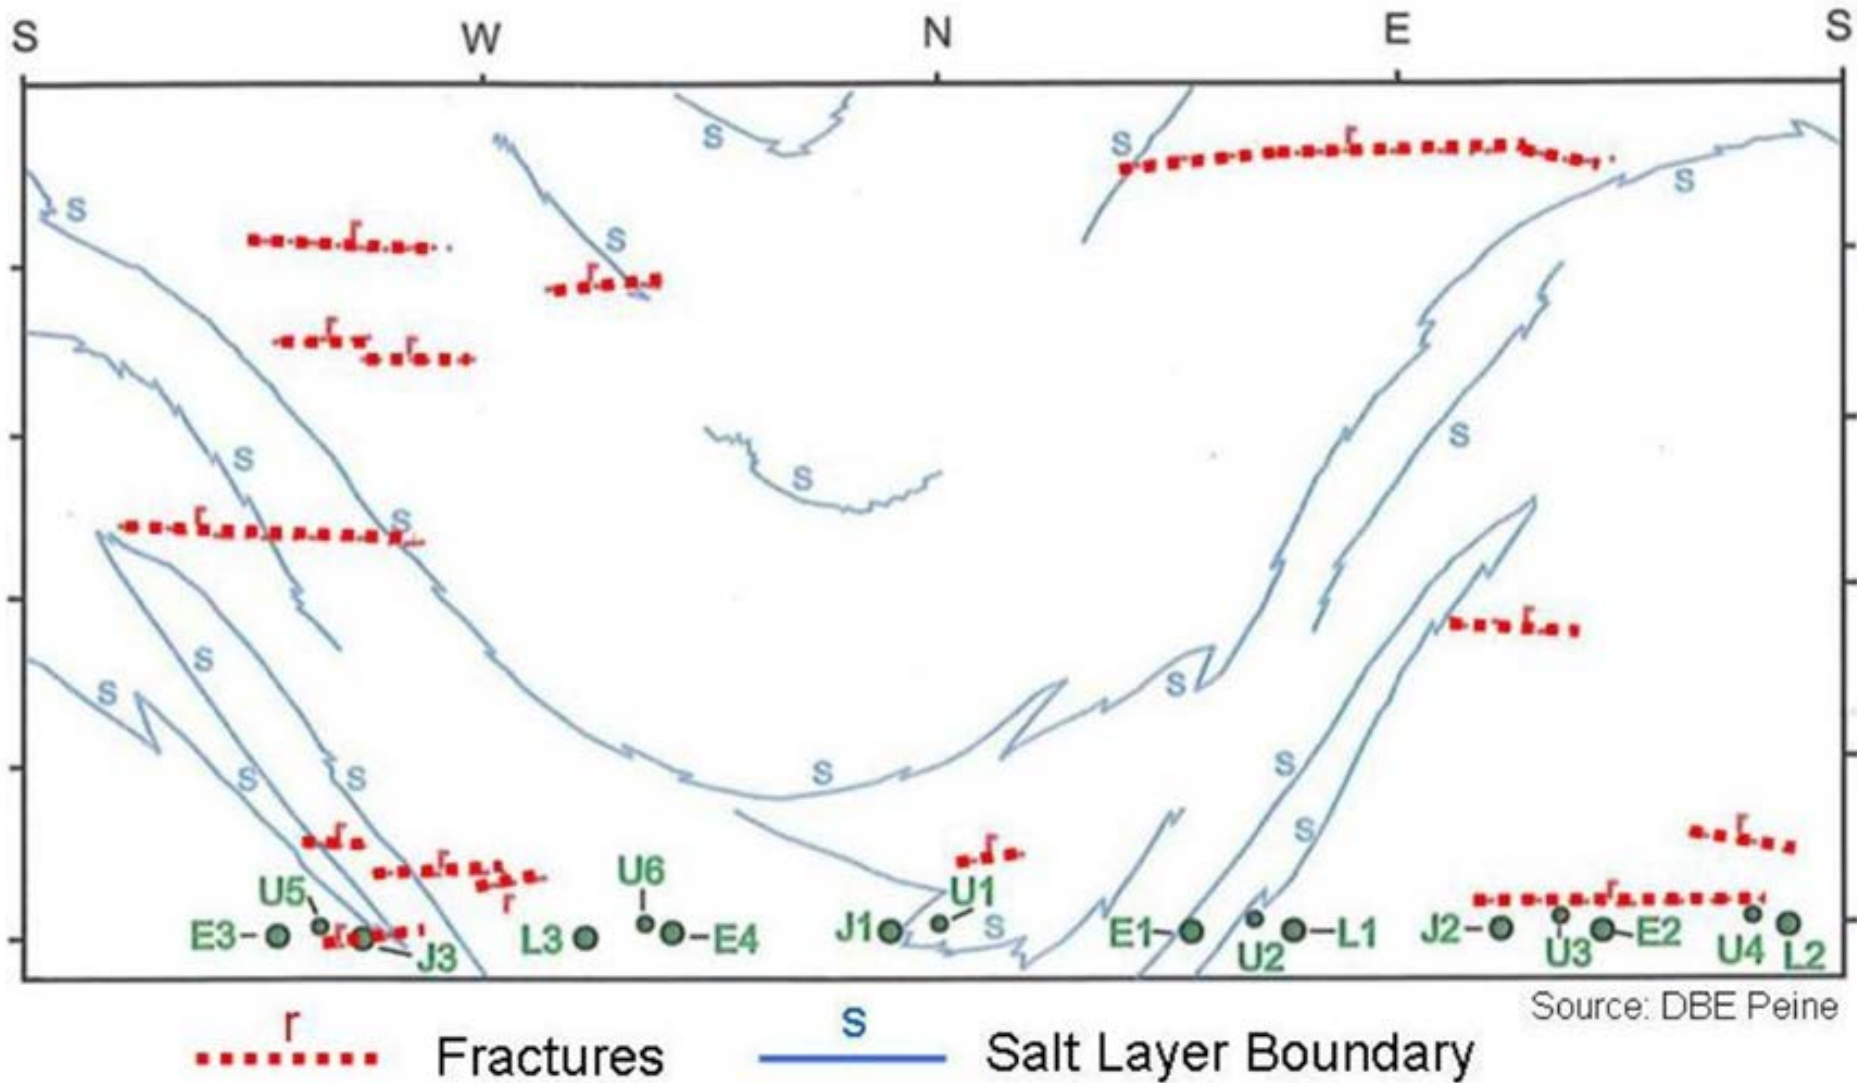 S W N E S
S r
S
S S
r S
r S
r r
S S
S
r S
r
S
S S
S S S
S S
r S
r
r r
U5 U6 U1 r
r
E3 r J3 L3 E4 J1 S E1 U2 L1 J2 U3 E2 U4 L2
Source: DBE Peine
r S
Fractures Salt Layer Boundary